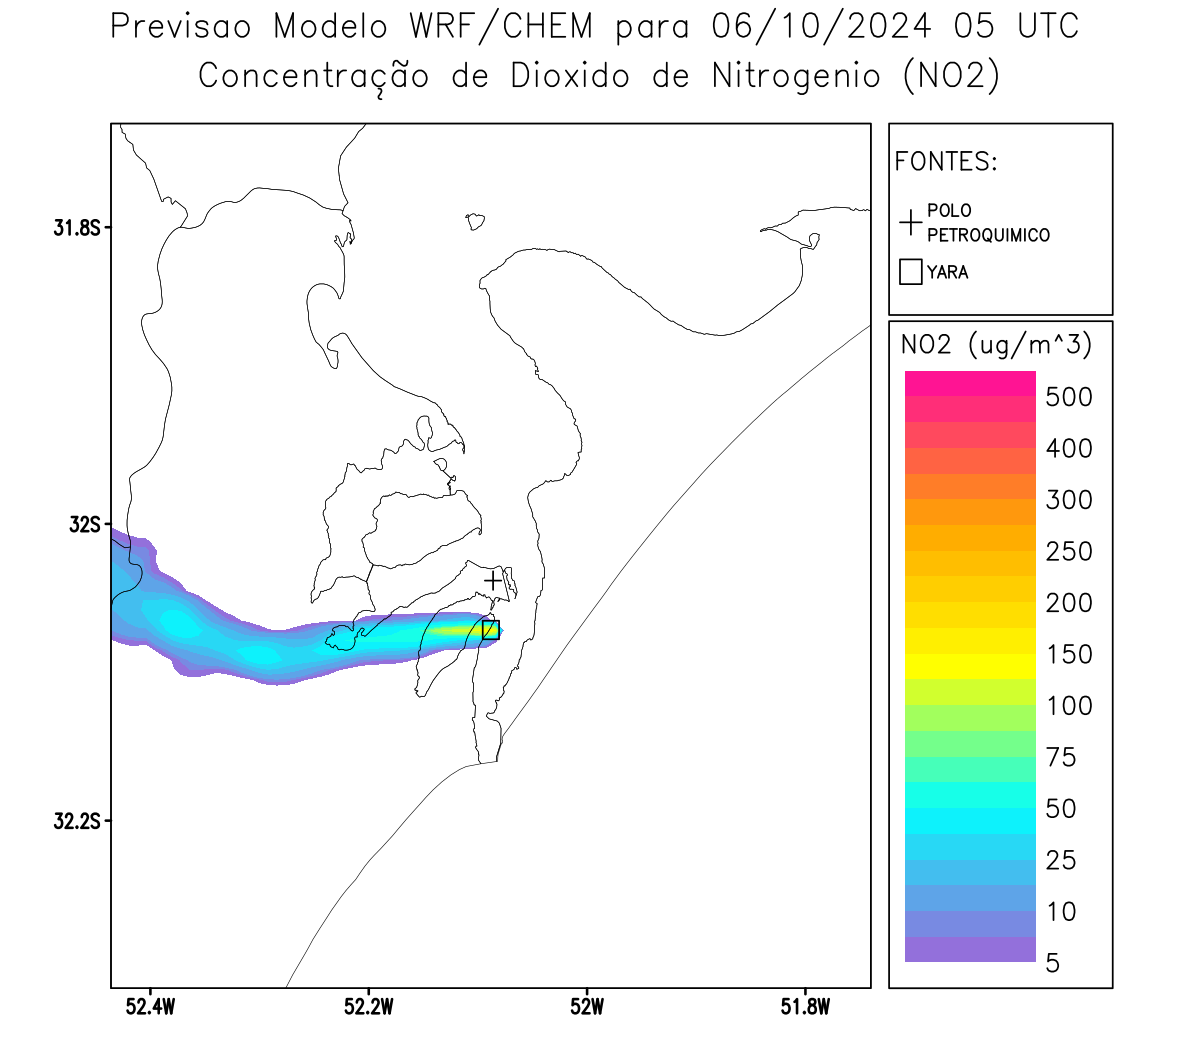 Previsao Modelo WRF/CHEM para 06/10/2024 05 UTC
Concentração de Dioxido de Nitrogenio (NO2)
FONTES:
POLO
PETROQUIMICO
YARA
NO2 (ug/m^3)
500
400
300
250
200
150
100
75
50
25
10
5
31.8S
32S
32.2S
52.4W
52.2W
52W
51.8W